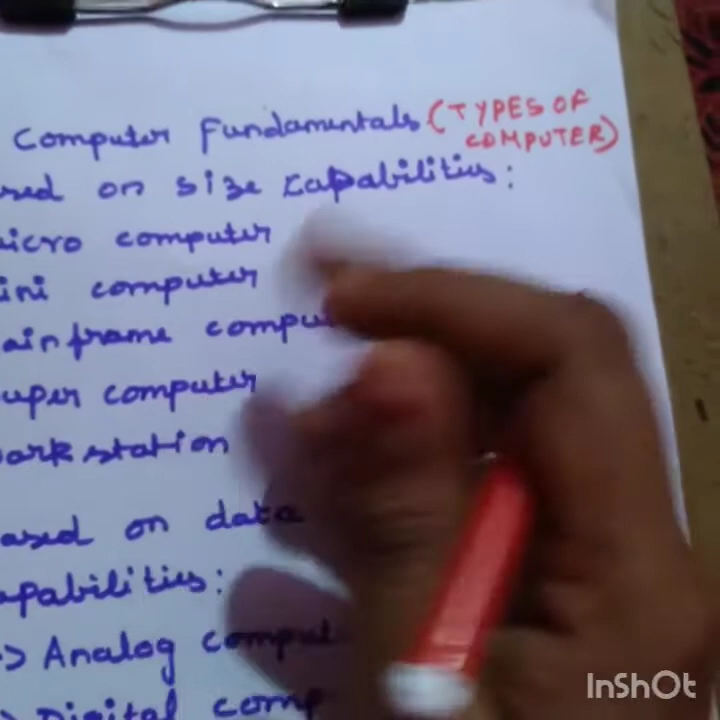 Computer Fundamentals (TYPES OF
COMPUTER)
sed on size capabilities:
icro computer
ini computer
ainframe compu
uper computer
ork station
ased on data
apabilities:
-> Analog comput
-> Digital comp
InShOt